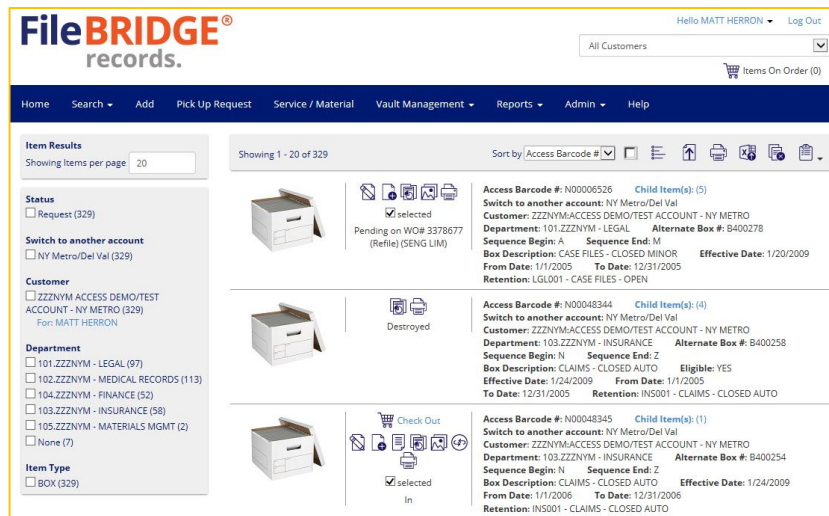 FileBRIDGE®
records.
Hello MATT HERRON Log Out
All Customers
Items On Order (0)
Home Search Add Pick Up Request Service / Material Vault Management Reports Admin Help
Item Results
Showing Items per page 20
Status
Request (329)
Switch to another account
NY Metro/Del Val (329)
Customer
ZZZNYM ACCESS DEMO/TEST
ACCOUNT - NY METRO (329)
For: MATT HERRON
Department
101.ZZZNYM - LEGAL (97)
102.ZZZNYM - MEDICAL RECORDS (113)
104.ZZZNYM - FINANCE (52)
103.ZZZNYM - INSURANCE (58)
105.ZZZNYM - MATERIALS MGMT (2)
None (7)
Item Type
BOX (329)
Showing 1 - 20 of 329
Sort by Access Barcode #
selected
Pending on WO# 3378677
(Refile) (SENG LIM)
Access Barcode #: N00006526 Child Item(s): (5)
Switch to another account: NY Metro/Del Val
Customer: ZZZNYM:ACCESS DEMO/TEST ACCOUNT - NY METRO
Department: 101.ZZZNYM - LEGAL Alternate Box #: B400278
Sequence Begin: A Sequence End: M
Box Description: CASE FILES - CLOSED MINOR Effective Date: 1/20/2009
From Date: 1/1/2005 To Date: 12/31/2005
Retention: LGL001 - CASE FILES - OPEN
Destroyed
Access Barcode #: N00048344 Child Item(s): (4)
Switch to another account: NY Metro/Del Val
Customer: ZZZNYM:ACCESS DEMO/TEST ACCOUNT - NY METRO
Department: 103.ZZZNYM - INSURANCE Alternate Box #: B400258
Sequence Begin: N Sequence End: Z
Box Description: CLAIMS - CLOSED AUTO Eligible: YES
Effective Date: 1/24/2009 From Date: 1/1/2005
To Date: 12/31/2005 Retention: INS001 - CLAIMS - CLOSED AUTO
Check Out
selected
In
Access Barcode #: N00048345 Child Item(s): (1)
Switch to another account: NY Metro/Del Val
Customer: ZZZNYM:ACCESS DEMO/TEST ACCOUNT - NY METRO
Department: 103.ZZZNYM - INSURANCE Alternate Box #: B400254
Sequence Begin: N Sequence End: Z
Box Description: CLAIMS - CLOSED AUTO Effective Date: 1/24/2009
From Date: 1/1/2006 To Date: 12/31/2006
Retention: INS001 - CLAIMS - CLOSED AUTO